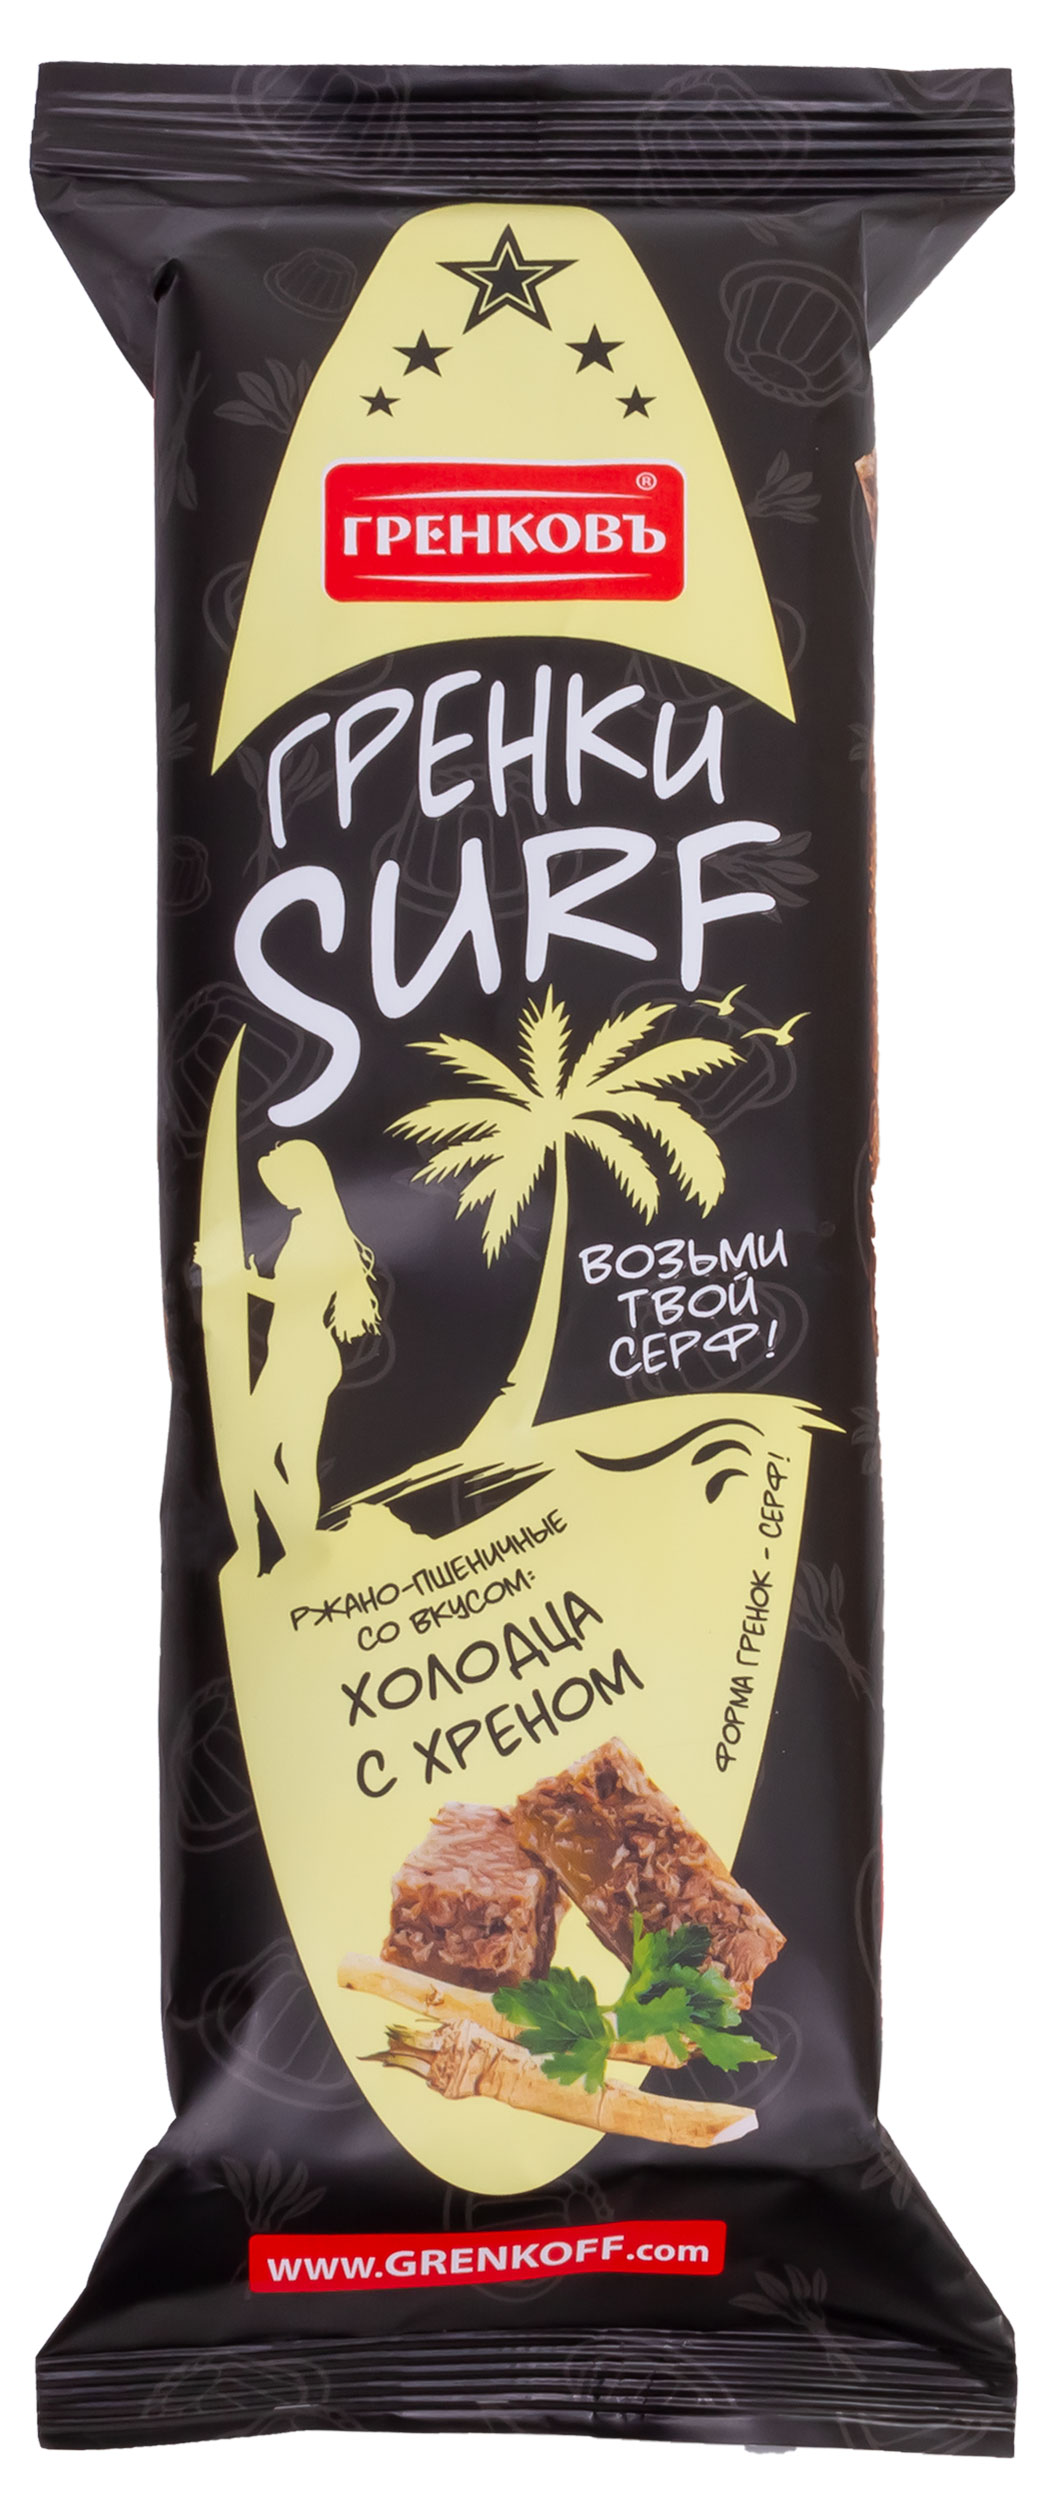 ГРЕНКОВЪ®
ГРЕНКИ
SURF
ВОЗЬМИ
ТВОЙ
СЕРФ!
ФОРМА ГРЕНОК - СЕРФ!
РЖАНО-ПШЕНИЧНЫЕ
СО ВКУСОМ:
ХОЛОДЦА
С ХРЕНОМ
WWW.GRENKOFF.com